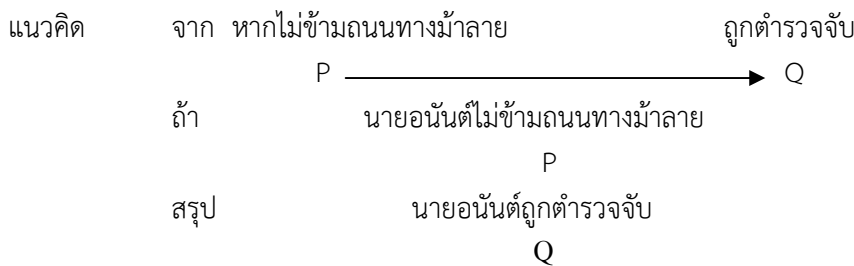 แนวคิด จาก หากไม่ข้ามถนนทางม้าลาย ถูกตำรวจจับ
P Q
ถ้า นายอนันต์ไม่ข้ามถนนทางม้าลาย
P
สรุป นายอนันต์ถูกตำรวจจับ
Q